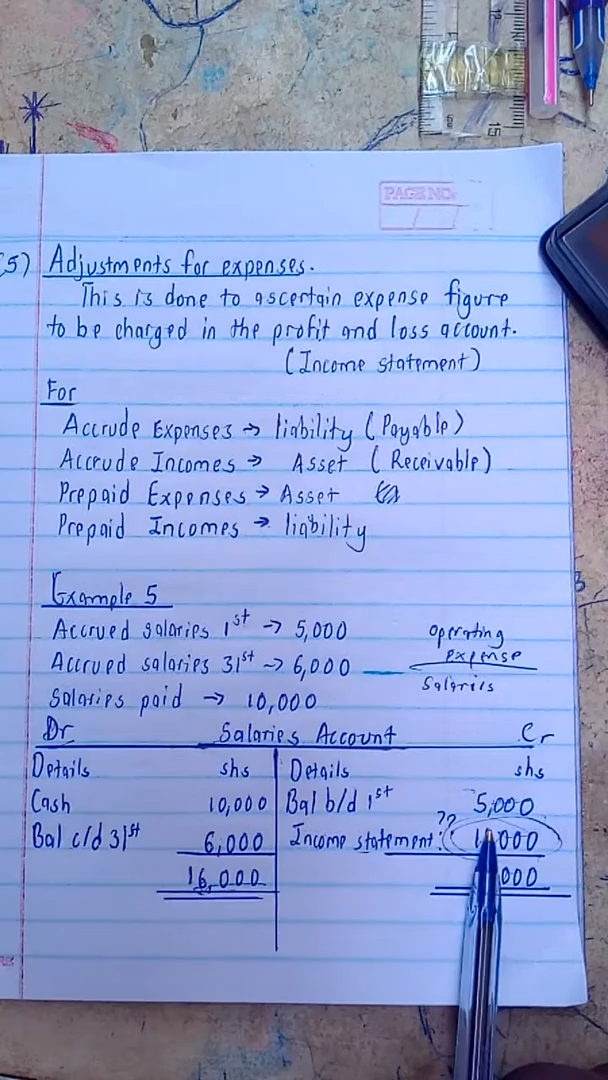 PAGE NO.
5) Adjustments for expenses.
This is done to ascertain expense figure
to be charged in the profit and loss account.
(Income statement)
For
Accrude Expenses → liability (Payable)
Accrude Incomes → Asset (Receivable)
Prepaid Expenses → Asset
Prepaid Incomes → liability
Example 5
Accrued salaries 1st → 5,000
Accrued salaries 31st → 6,000
Salaries paid → 10,000
operating
expense
Salaries
Dr Salaries Account Cr
Details shs Details shs
Cash 10,000 Bal b/d 1st 5,000
Bal c/d 31st 6,000 Income statement ??
16,000
15